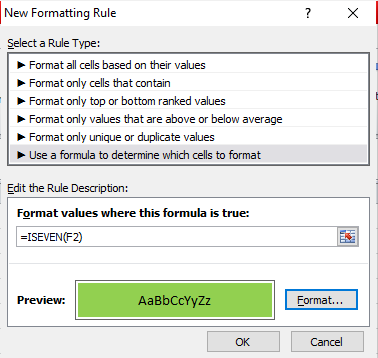 New Formatting Rule
?
Select a Rule Type:
► Format all cells based on their values
► Format only cells that contain
► Format only top or bottom ranked values
► Format only values that are above or below average
► Format only unique or duplicate values
► Use a formula to determine which cells to format
Edit the Rule Description:
Format values where this formula is true:
=ISEVEN(F2)
Preview:
AaBbCcYyZz
Format...
OK
Cancel